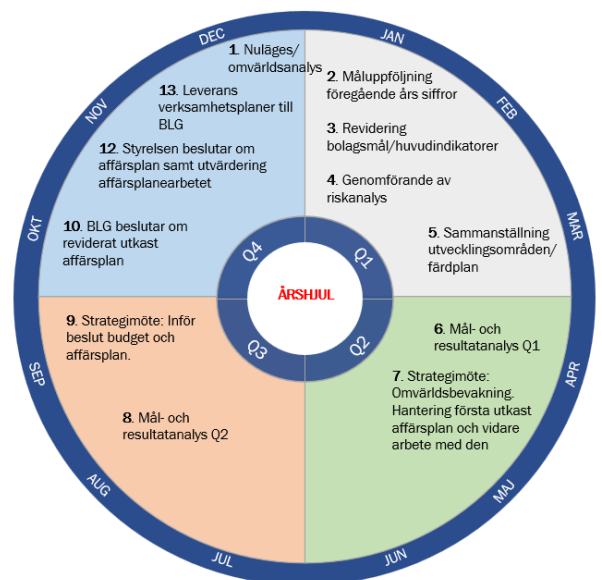 DEC
JAN
1. Nuläges/
omvärldsanalys
2. Måluppföljning
föregående års siffror
13. Leverans
verksamhetsplaner till
BLG
NOV
FEB
3. Revidering
bolagsmål/huvudindikatorer
12. Styrelsen beslutar om
affärsplan samt utvärdering
affärsplanearbetet
4. Genomförande av
riskanalys
OKT
MAR
10. BLG beslutar om
reviderat utkast
affärsplan
5. Sammanställning
utvecklingsområden/
färdplan
Q4
Q1
ÅRSHJUL
Q3
Q2
9. Strategimöte: Inför
beslut budget och
affärsplan.
6. Mål- och
resultatanalys Q1
SEP
APR
7. Strategimöte:
Omvärldsbevakning.
Hantering första utkast
affärsplan och vidare
arbete med den
8. Mål- och
resultatanalys Q2
AUG
MAJ
JUL
JUN